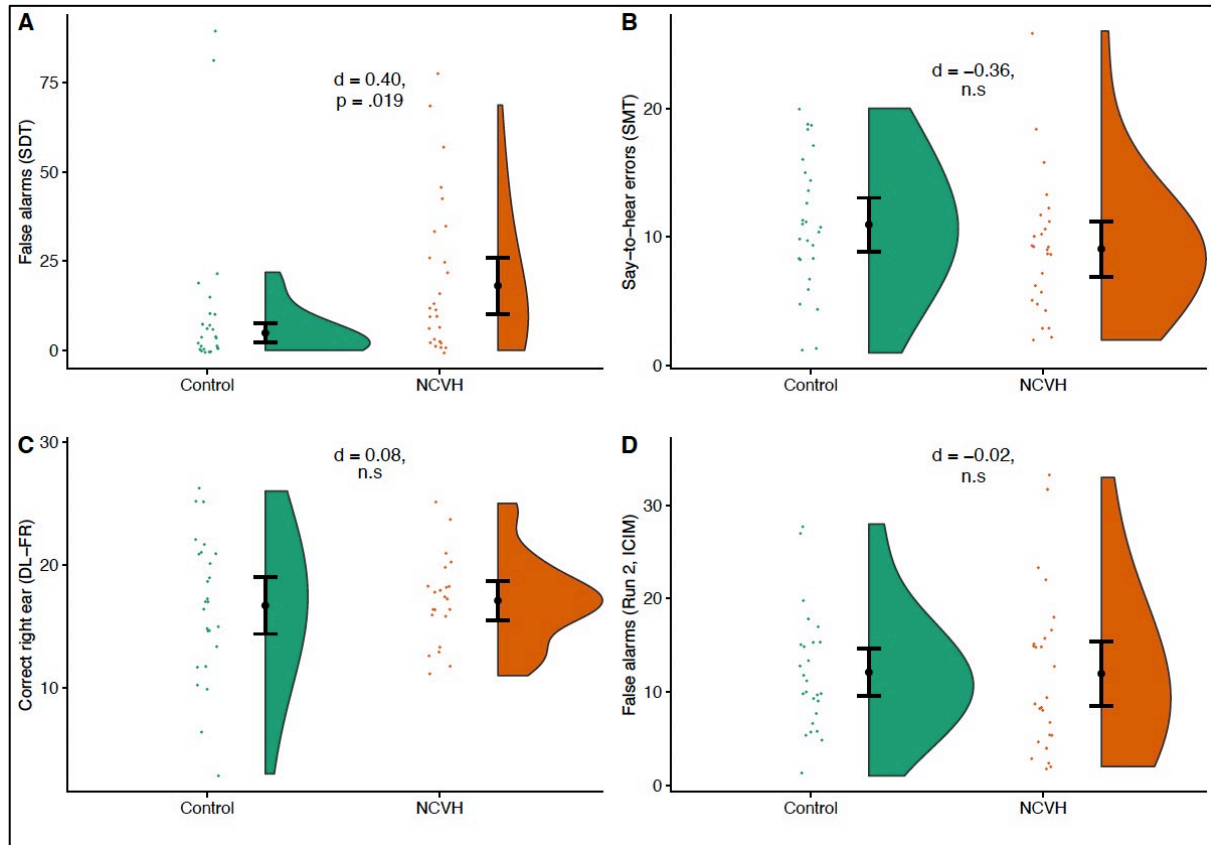 A
False alarms (SDT)
75
50
25
0
d = 0.40,
p = .019
Control
NCVH
B
Say−to−hear errors (SMT)
20
10
0
d = −0.36,
n.s
Control
NCVH
C
Correct right ear (DL−FR)
30
20
10
d = 0.08,
n.s
Control
NCVH
D
False alarms (Run 2, ICIM)
30
20
10
0
d = −0.02,
n.s
Control
NCVH